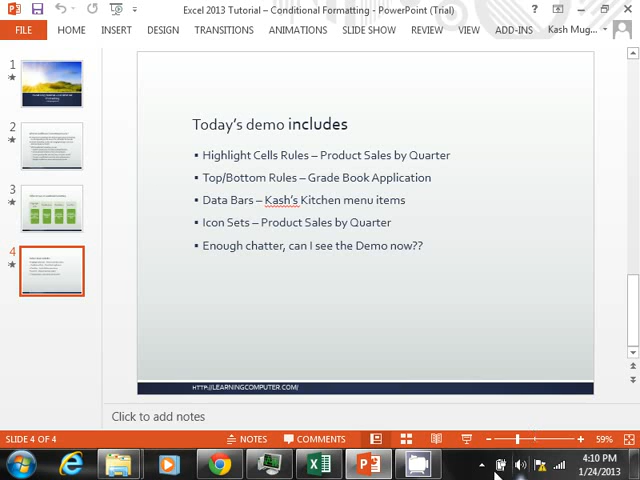 Excel 2013 Tutorial – Conditional Formatting - PowerPoint (Trial)
FILE HOME INSERT DESIGN TRANSITIONS ANIMATIONS SLIDE SHOW REVIEW VIEW ADD-INS Kash Mug...
1
2
3
4
Today's demo includes
▪ Highlight Cells Rules – Product Sales by Quarter
▪ Top/Bottom Rules – Grade Book Application
▪ Data Bars – Kash's Kitchen menu items
▪ Icon Sets – Product Sales by Quarter
▪ Enough chatter, can I see the Demo now??
HTTP://LEARNINGCOMPUTER.COM/
Click to add notes
SLIDE 4 OF 4 NOTES COMMENTS 59%
4:10 PM
1/24/2013